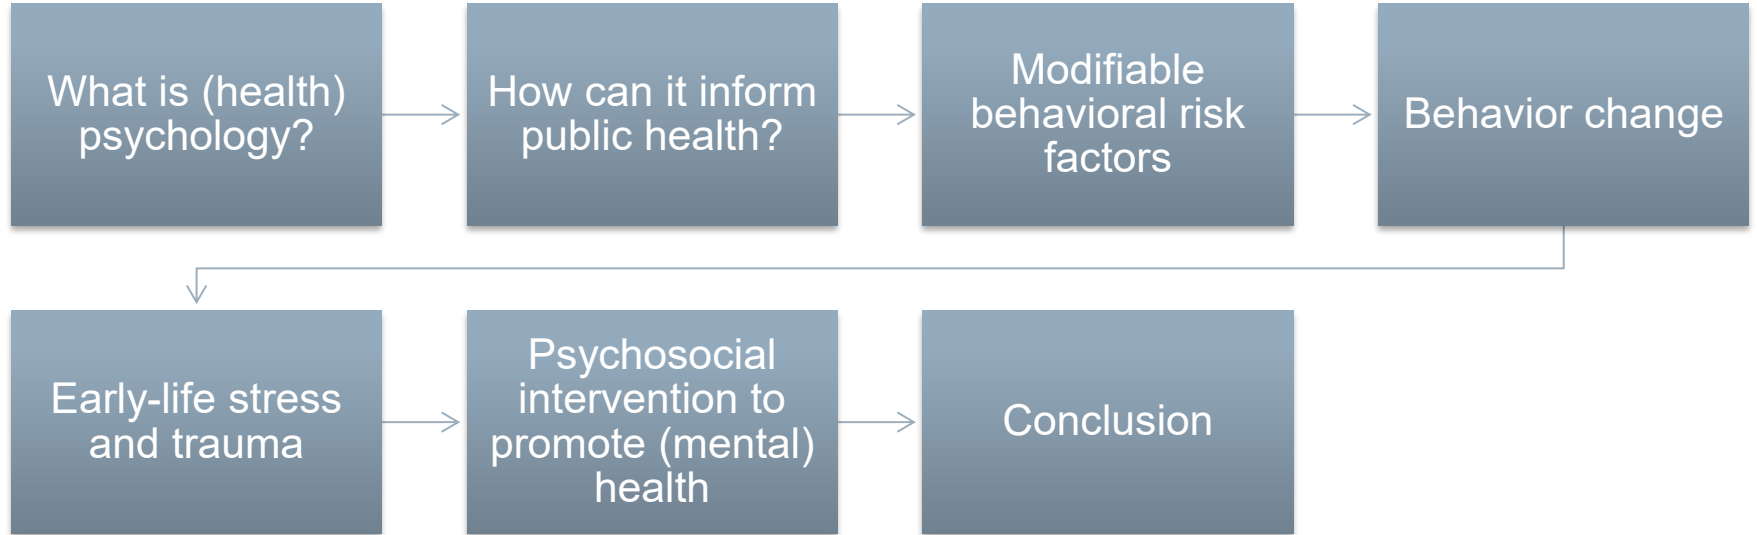 What is (health)
psychology?
How can it inform
public health?
Modifiable
behavioral risk
factors
Behavior change
Early-life stress
and trauma
Psychosocial
intervention to
promote (mental)
health
Conclusion